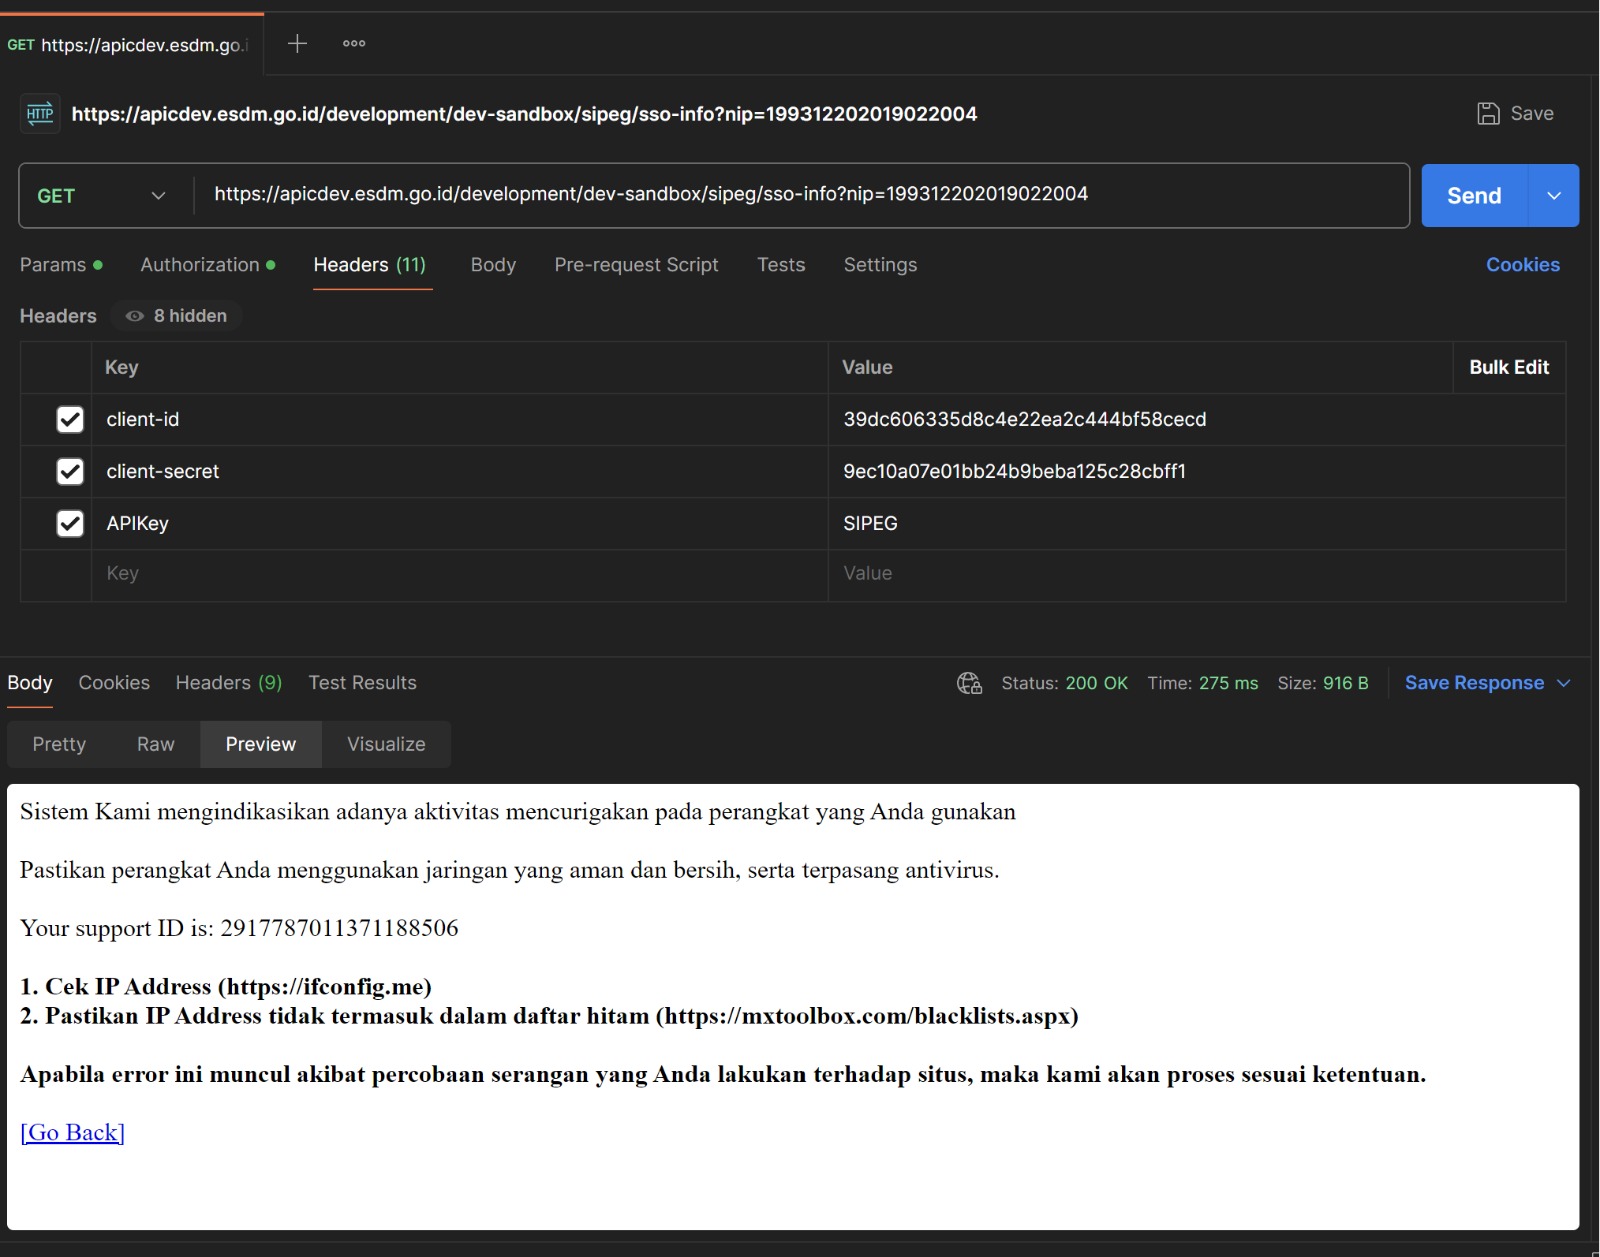 GET https://apicdev.esdm.go.i
HTTP https://apicdev.esdm.go.id/development/dev-sandbox/sipeg/sso-info?nip=199312202019022004 Save
GET https://apicdev.esdm.go.id/development/dev-sandbox/sipeg/sso-info?nip=199312202019022004 Send
Params Authorization Headers (11) Body Pre-request Script Tests Settings Cookies
Headers 8 hidden
Key Value Bulk Edit
client-id 39dc606335d8c4e22ea2c444bf58cecd
client-secret 9ec10a07e01bb24b9beba125c28cbff1
APIKey SIPEG
Key Value
Body Cookies Headers (9) Test Results Status: 200 OK Time: 275 ms Size: 916 B Save Response
Pretty Raw Preview Visualize
Sistem Kami mengindikasikan adanya aktivitas mencurigakan pada perangkat yang Anda gunakan
Pastikan perangkat Anda menggunakan jaringan yang aman dan bersih, serta terpasang antivirus.
Your support ID is: 2917787011371188506
1. Cek IP Address (https://ifconfig.me)
2. Pastikan IP Address tidak termasuk dalam daftar hitam (https://mxtoolbox.com/blacklists.aspx)
Apabila error ini muncul akibat percobaan serangan yang Anda lakukan terhadap situs, maka kami akan proses sesuai ketentuan.
[Go Back]